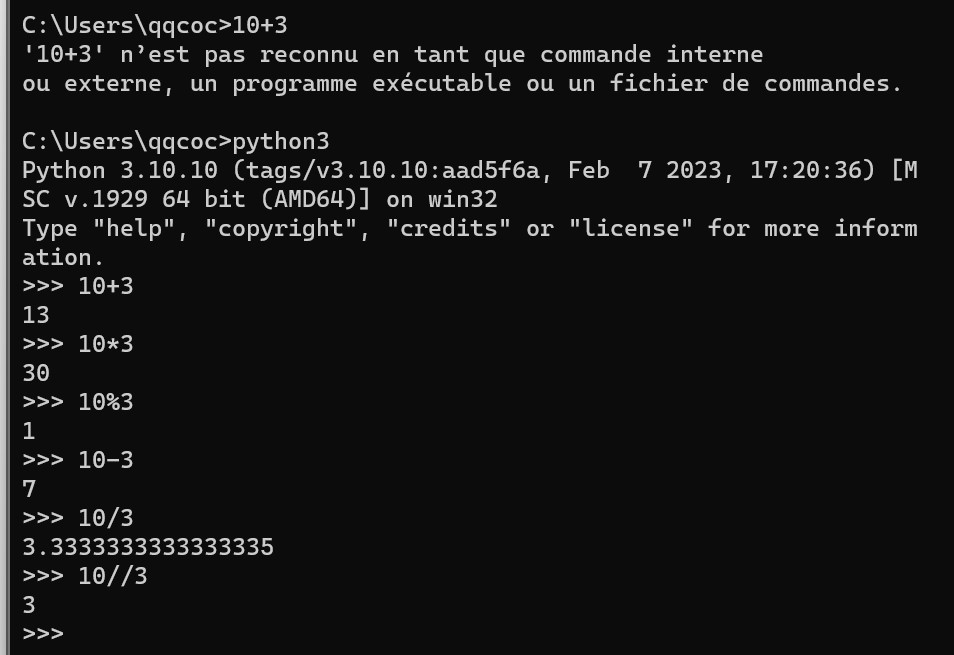 C:\Users\qqcoc>10+3
'10+3' n’est pas reconnu en tant que commande interne
ou externe, un programme exécutable ou un fichier de commandes.

C:\Users\qqcoc>python3
Python 3.10.10 (tags/v3.10.10:aad5f6a, Feb  7 2023, 17:20:36) [M
SC v.1929 64 bit (AMD64)] on win32
Type "help", "copyright", "credits" or "license" for more inform
ation.
>>> 10+3
13
>>> 10*3
30
>>> 10%3
1
>>> 10-3
7
>>> 10/3
3.3333333333333335
>>> 10//3
3
>>>